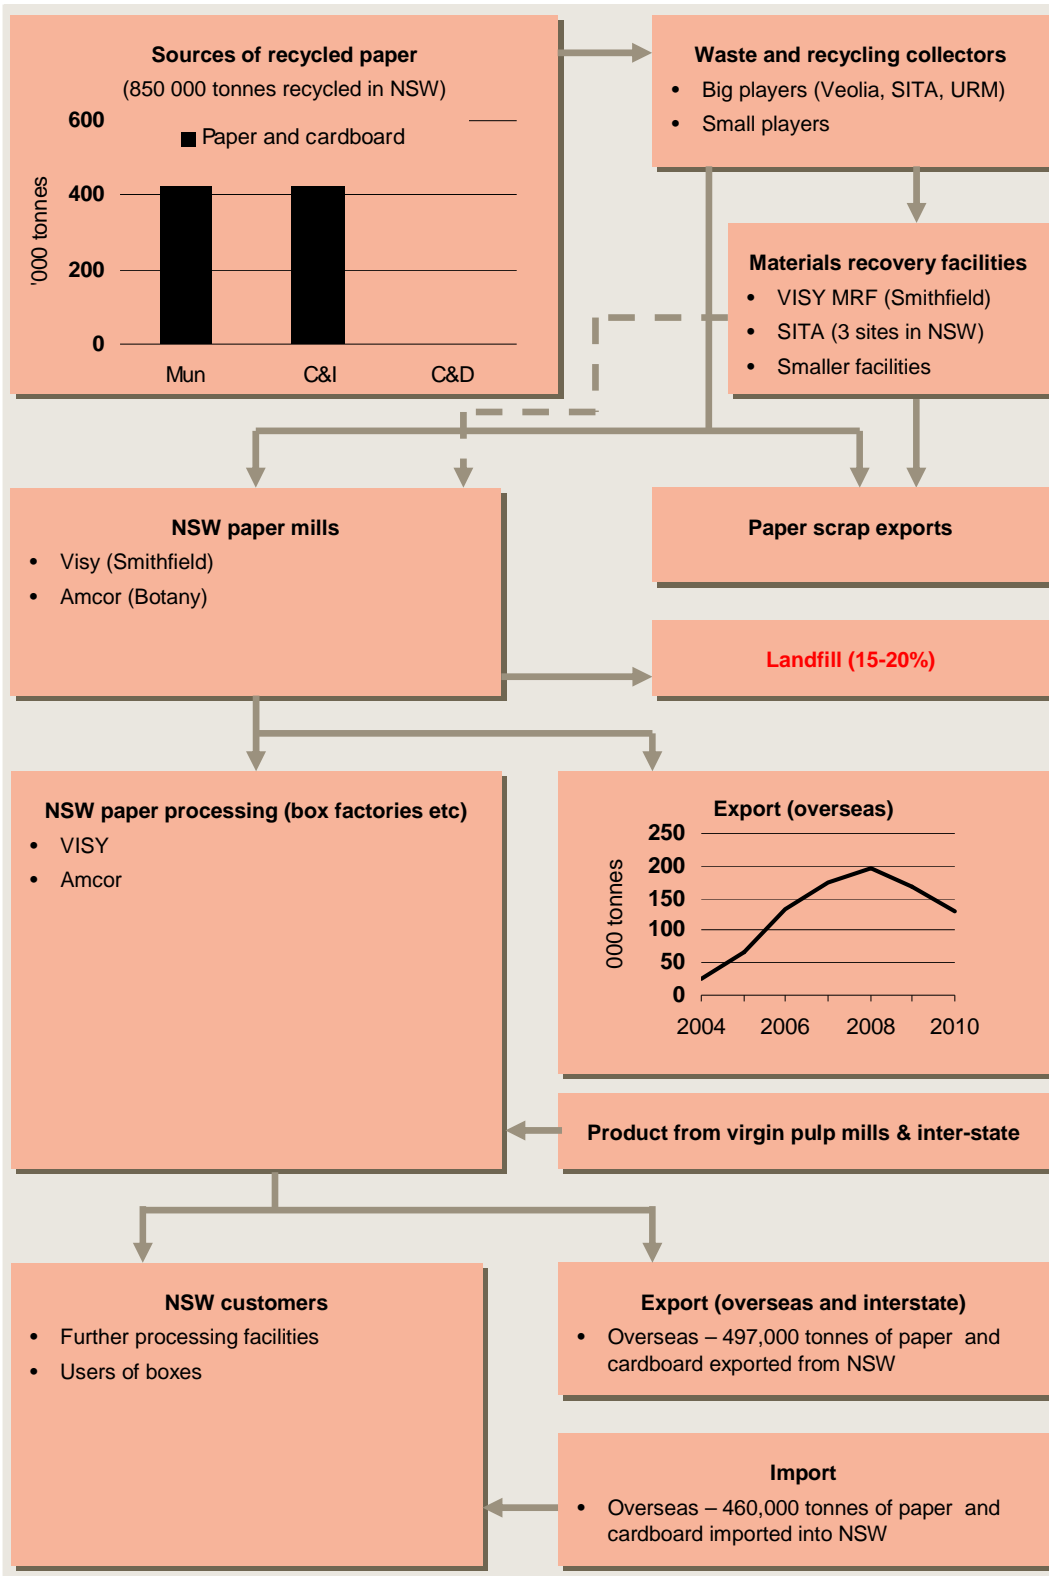 Sources of recycled paper
(850 000 tonnes recycled in NSW)
600
Paper and cardboard
400
200
0
'000 tonnes
Mun
C&I
C&D
Waste and recycling collectors
• Big players (Veolia, SITA, URM)
• Small players
Materials recovery facilities
• VISY MRF (Smithfield)
• SITA (3 sites in NSW)
• Smaller facilities
NSW paper mills
• Visy (Smithfield)
• Amcor (Botany)
Paper scrap exports
Landfill (15-20%)
NSW paper processing (box factories etc)
• VISY
• Amcor
Export (overseas)
250
200
150
100
50
0
000 tonnes
2004
2006
2008
2010
Product from virgin pulp mills & inter-state
NSW customers
• Further processing facilities
• Users of boxes
Export (overseas and interstate)
• Overseas – 497,000 tonnes of paper and
cardboard exported from NSW
Import
• Overseas – 460,000 tonnes of paper and
cardboard imported into NSW